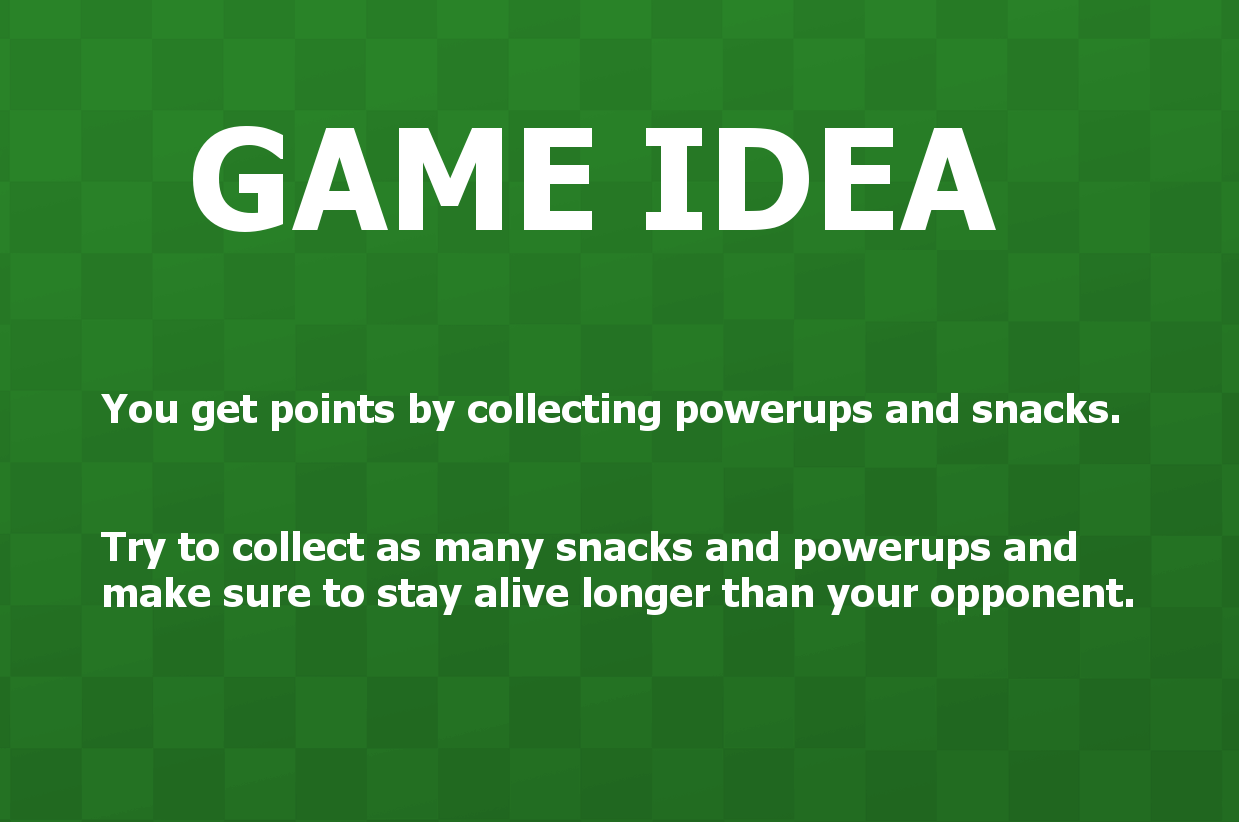 GAME IDEA
You get points by collecting powerups and snacks.
Try to collect as many snacks and powerups and
make sure to stay alive longer than your opponent.